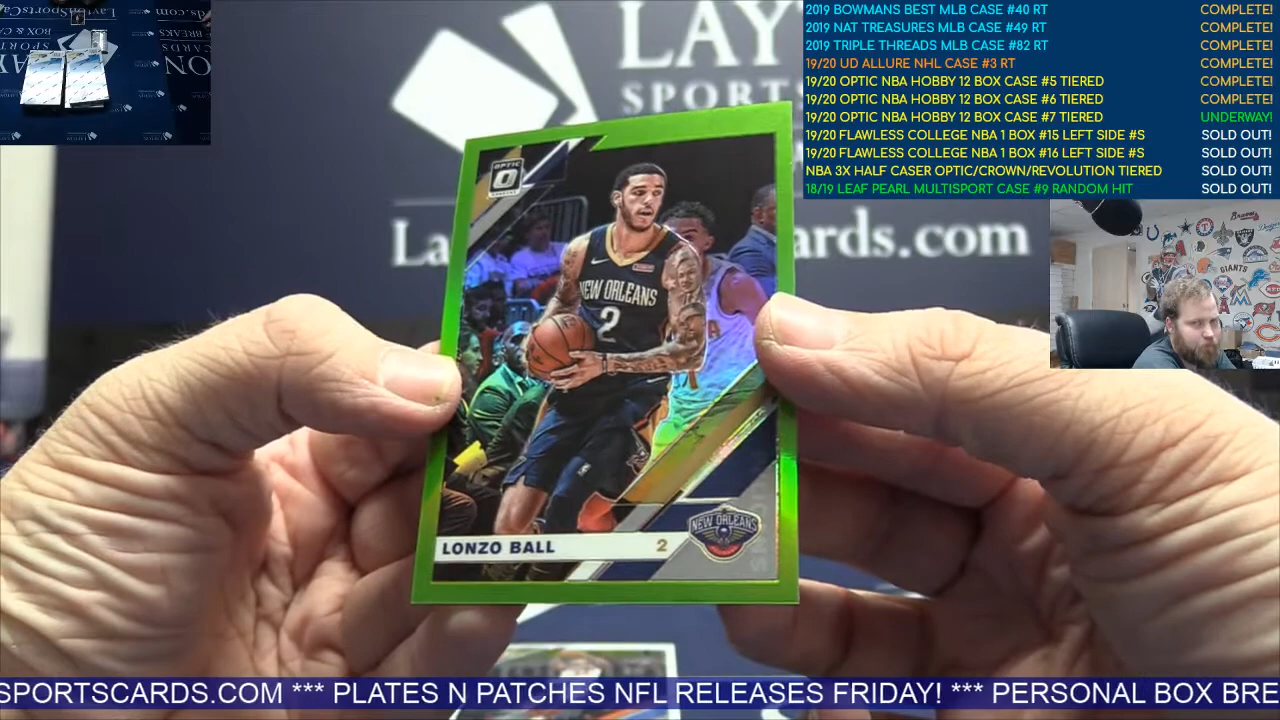 2019 BOWMANS BEST MLB CASE #40 RT COMPLETE!
2019 NAT TREASURES MLB CASE #49 RT COMPLETE!
2019 TRIPLE THREADS MLB CASE #82 RT COMPLETE!
19/20 UD ALLURE NHL CASE #3 RT COMPLETE!
19/20 OPTIC NBA HOBBY 12 BOX CASE #5 TIERED COMPLETE!
19/20 OPTIC NBA HOBBY 12 BOX CASE #6 TIERED COMPLETE!
19/20 OPTIC NBA HOBBY 12 BOX CASE #7 TIERED UNDERWAY!
19/20 FLAWLESS COLLEGE NBA 1 BOX #15 LEFT SIDE #S SOLD OUT!
19/20 FLAWLESS COLLEGE NBA 1 BOX #16 LEFT SIDE #S SOLD OUT!
NBA 3X HALF CASER OPTIC/CROWN/REVOLUTION TIERED SOLD OUT!
18/19 LEAF PEARL MULTISPORT CASE #9 RANDOM HIT SOLD OUT!
LAY
SPORTS
La
ards.com
OPTIC
NEW ORLEANS
2
NEW ORLEANS
LONZO BALL 2
GIANTS
SPORTSCARDS.COM *** PLATES N PATCHES NFL RELEASES FRIDAY! *** PERSONAL BOX BRE